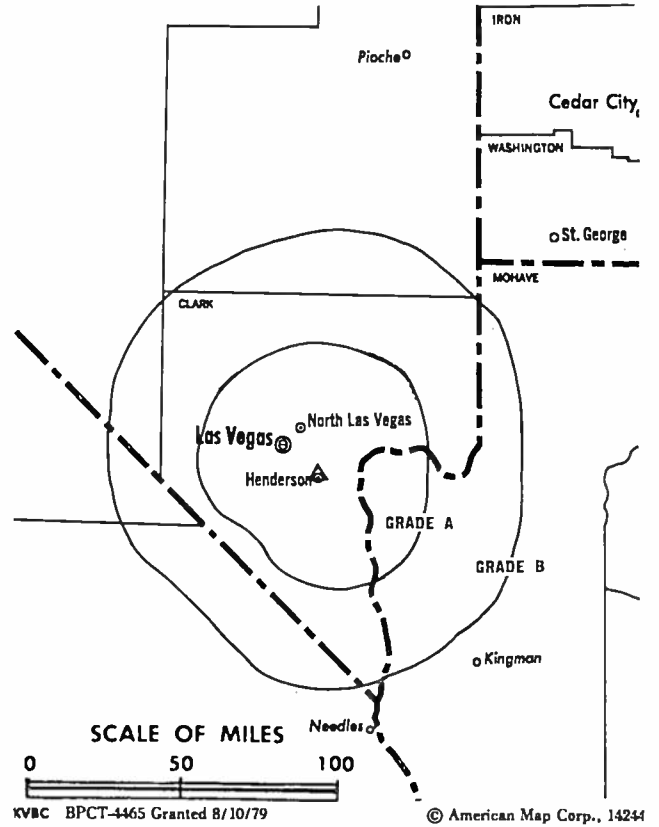 IRON
Pioche
Cedar City
WASHINGTON
St. George
MOHAVE
CLARK
North Las Vegas
Las Vegas
Henderson
GRADE A
GRADE B
Kingman
Needles
SCALE OF MILES
0 50 100
KVBC BPCT-4465 Granted 8/10/79
© American Map Corp., 14244